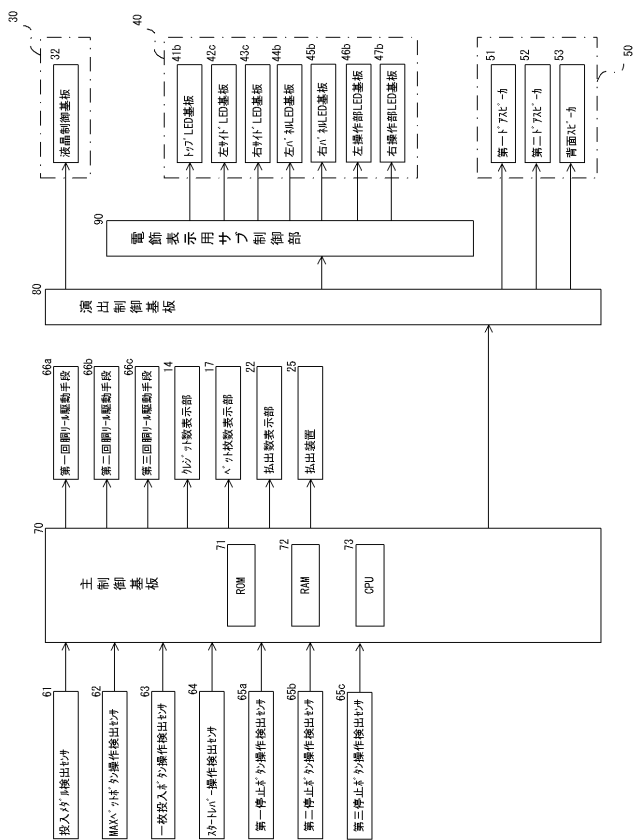 61
投入ﾒﾀﾞﾙ検出ｾﾝｻ
62
MAXﾍﾞｯﾄﾎﾞﾀﾝ操作検出ｾﾝｻ
63
一枚投入ﾎﾞﾀﾝ操作検出ｾﾝｻ
64
ｽﾀｰﾄﾚﾊﾞｰ操作検出ｾﾝｻ
65a
第一停止ﾎﾞﾀﾝ操作検出ｾﾝｻ
65b
第二停止ﾎﾞﾀﾝ操作検出ｾﾝｻ
65c
第三停止ﾎﾞﾀﾝ操作検出ｾﾝｻ
70
主制御基板
71
ROM
72
RAM
73
CPU
66a
第一回胴ﾘｰﾙ駆動手段
66b
第二回胴ﾘｰﾙ駆動手段
66c
第三回胴ﾘｰﾙ駆動手段
14
ｸﾚｼﾞｯﾄ数表示部
17
ﾍﾞｯﾄ枚数表示部
22
払出数表示部
25
払出装置
80
演出制御基板
90
電飾表示用サブ制御部
30
32
液晶制御基板
40
41b
ﾄｯﾌﾟLED基板
42c
左ｻｲﾄﾞLED基板
43c
右ｻｲﾄﾞLED基板
44b
左ﾊﾟﾈﾙLED基板
45b
右ﾊﾟﾈﾙLED基板
46b
左操作部LED基板
47b
右操作部LED基板
50
51
第一ﾄﾞｱｽﾋﾟｰｶ
52
第二ﾄﾞｱｽﾋﾟｰｶ
53
背面ｽﾋﾟｰｶ